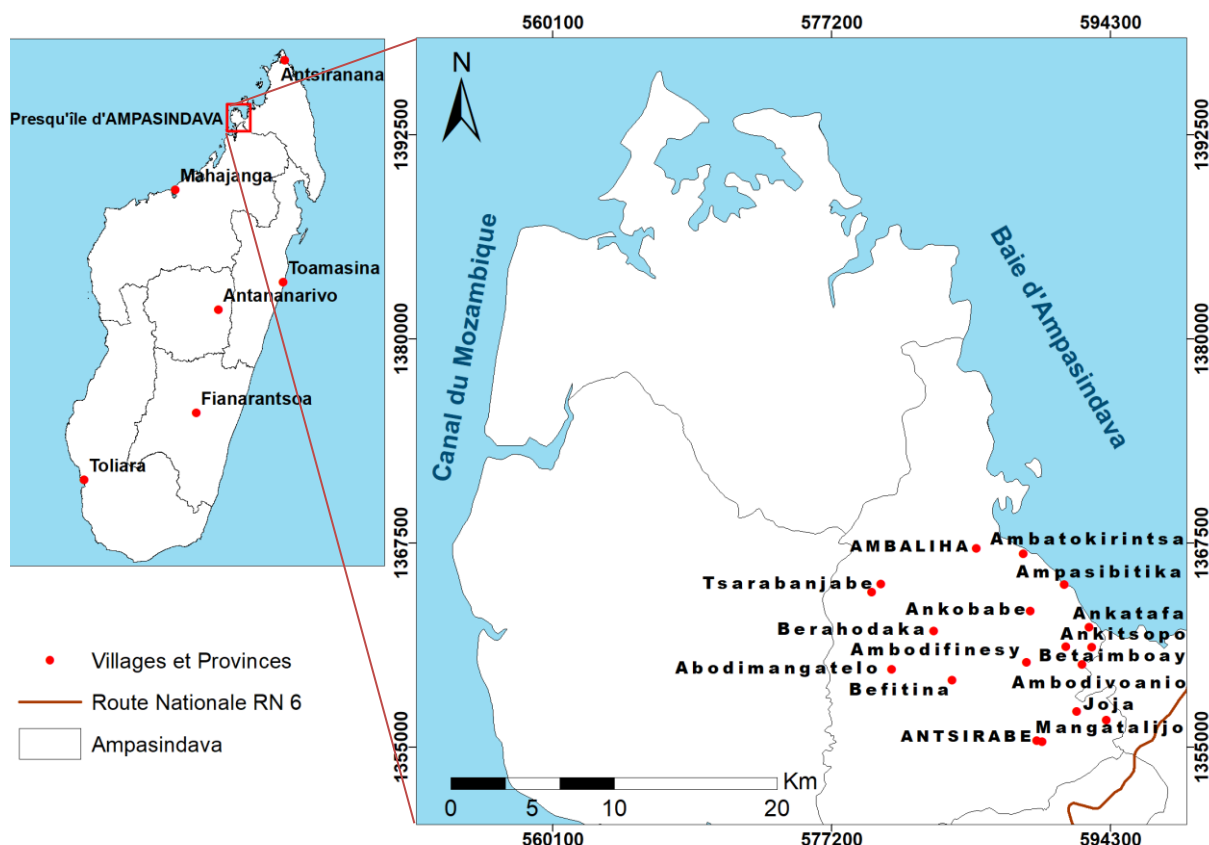 560100
577200
594300
Antsiranana
Presqu'île d'AMPASINDAVA
Mahajanga
Toamasina
Antananarivo
Fianarantsoa
Toliara
Villages et Provinces
Route Nationale RN 6
Ampasindava
N
1392500
1392500
Canal du Mozambique
Baie d'Ampasindava
1380000
1380000
1367500
1367500
AMBALIHA
Ambatokirintsa
Ampasibitika
Tsarabanjabe
Ankobabe
Ankatafa
Berahodaka
Ankitsopo
Ambodifinesy
Betaimboay
Abodimangatelo
Ambodivoanio
Befitina
Joja
Mangatalijo
ANTSIRABE
1355000
1355000
Km
0 5 10 20
560100
577200
594300